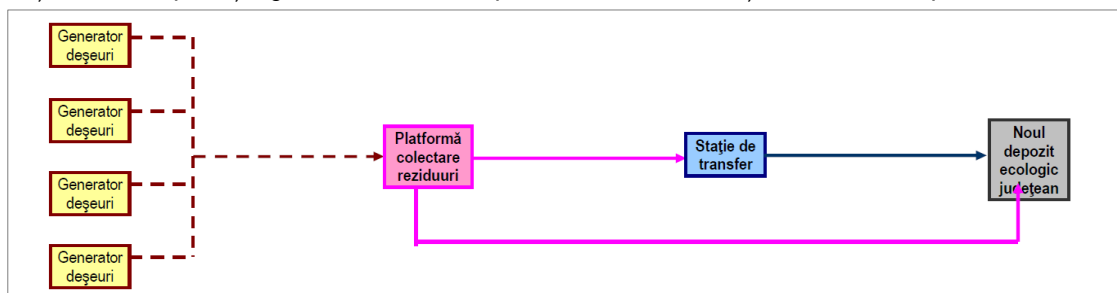 Generator
deşeuri
Generator
deşeuri
Generator
deşeuri
Generator
deşeuri
Platformă
colectare
reziduuri
Staţie de
transfer
Noul
depozit
ecologic
judeţean